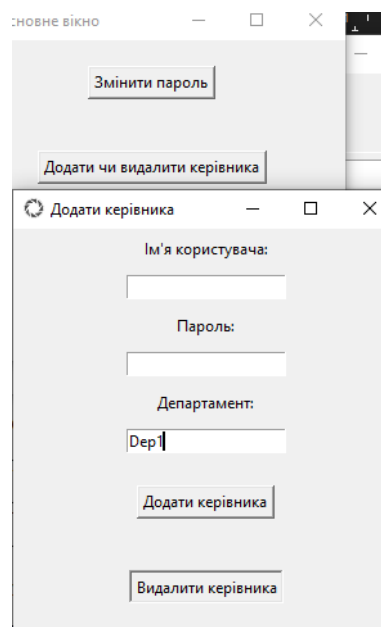 сновне вікно
Змінити пароль
Додати чи видалити керівника
Додати керівника
Ім'я користувача:
Пароль:
Департамент:
Dep1
Додати керівника
Видалити керівника